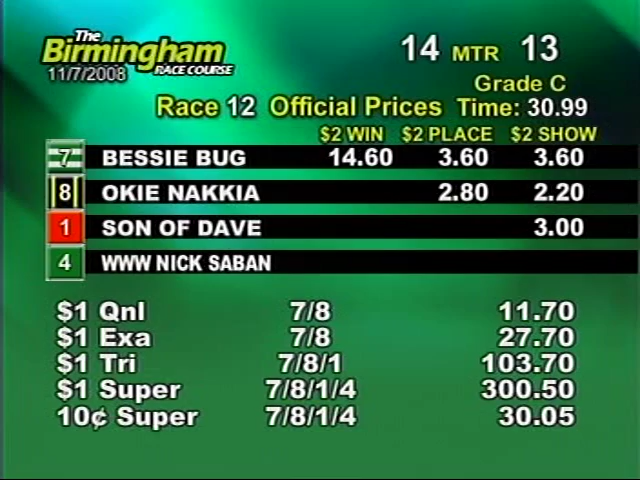 The
Birmingham
RACE COURSE
11/7/2008
14 MTR 13
Grade C
Race 12 Official Prices Time: 30.99
$2 WIN $2 PLACE $2 SHOW
7 BESSIE BUG 14.60 3.60 3.60
8 OKIE NAKKIA 2.80 2.20
1 SON OF DAVE 3.00
4 WWW NICK SABAN
$1 Qnl 7/8 11.70
$1 Exa 7/8 27.70
$1 Tri 7/8/1 103.70
$1 Super 7/8/1/4 300.50
10¢ Super 7/8/1/4 30.05